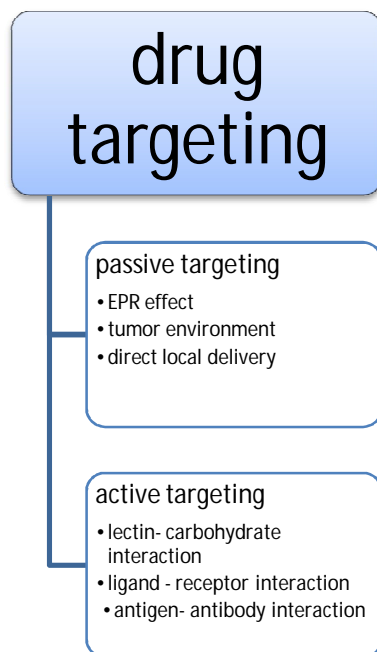 drug
targeting
passive targeting
• EPR effect
• tumor environment
• direct local delivery
active targeting
• lectin- carbohydrate
interaction
• ligand - receptor interaction
• antigen- antibody interaction